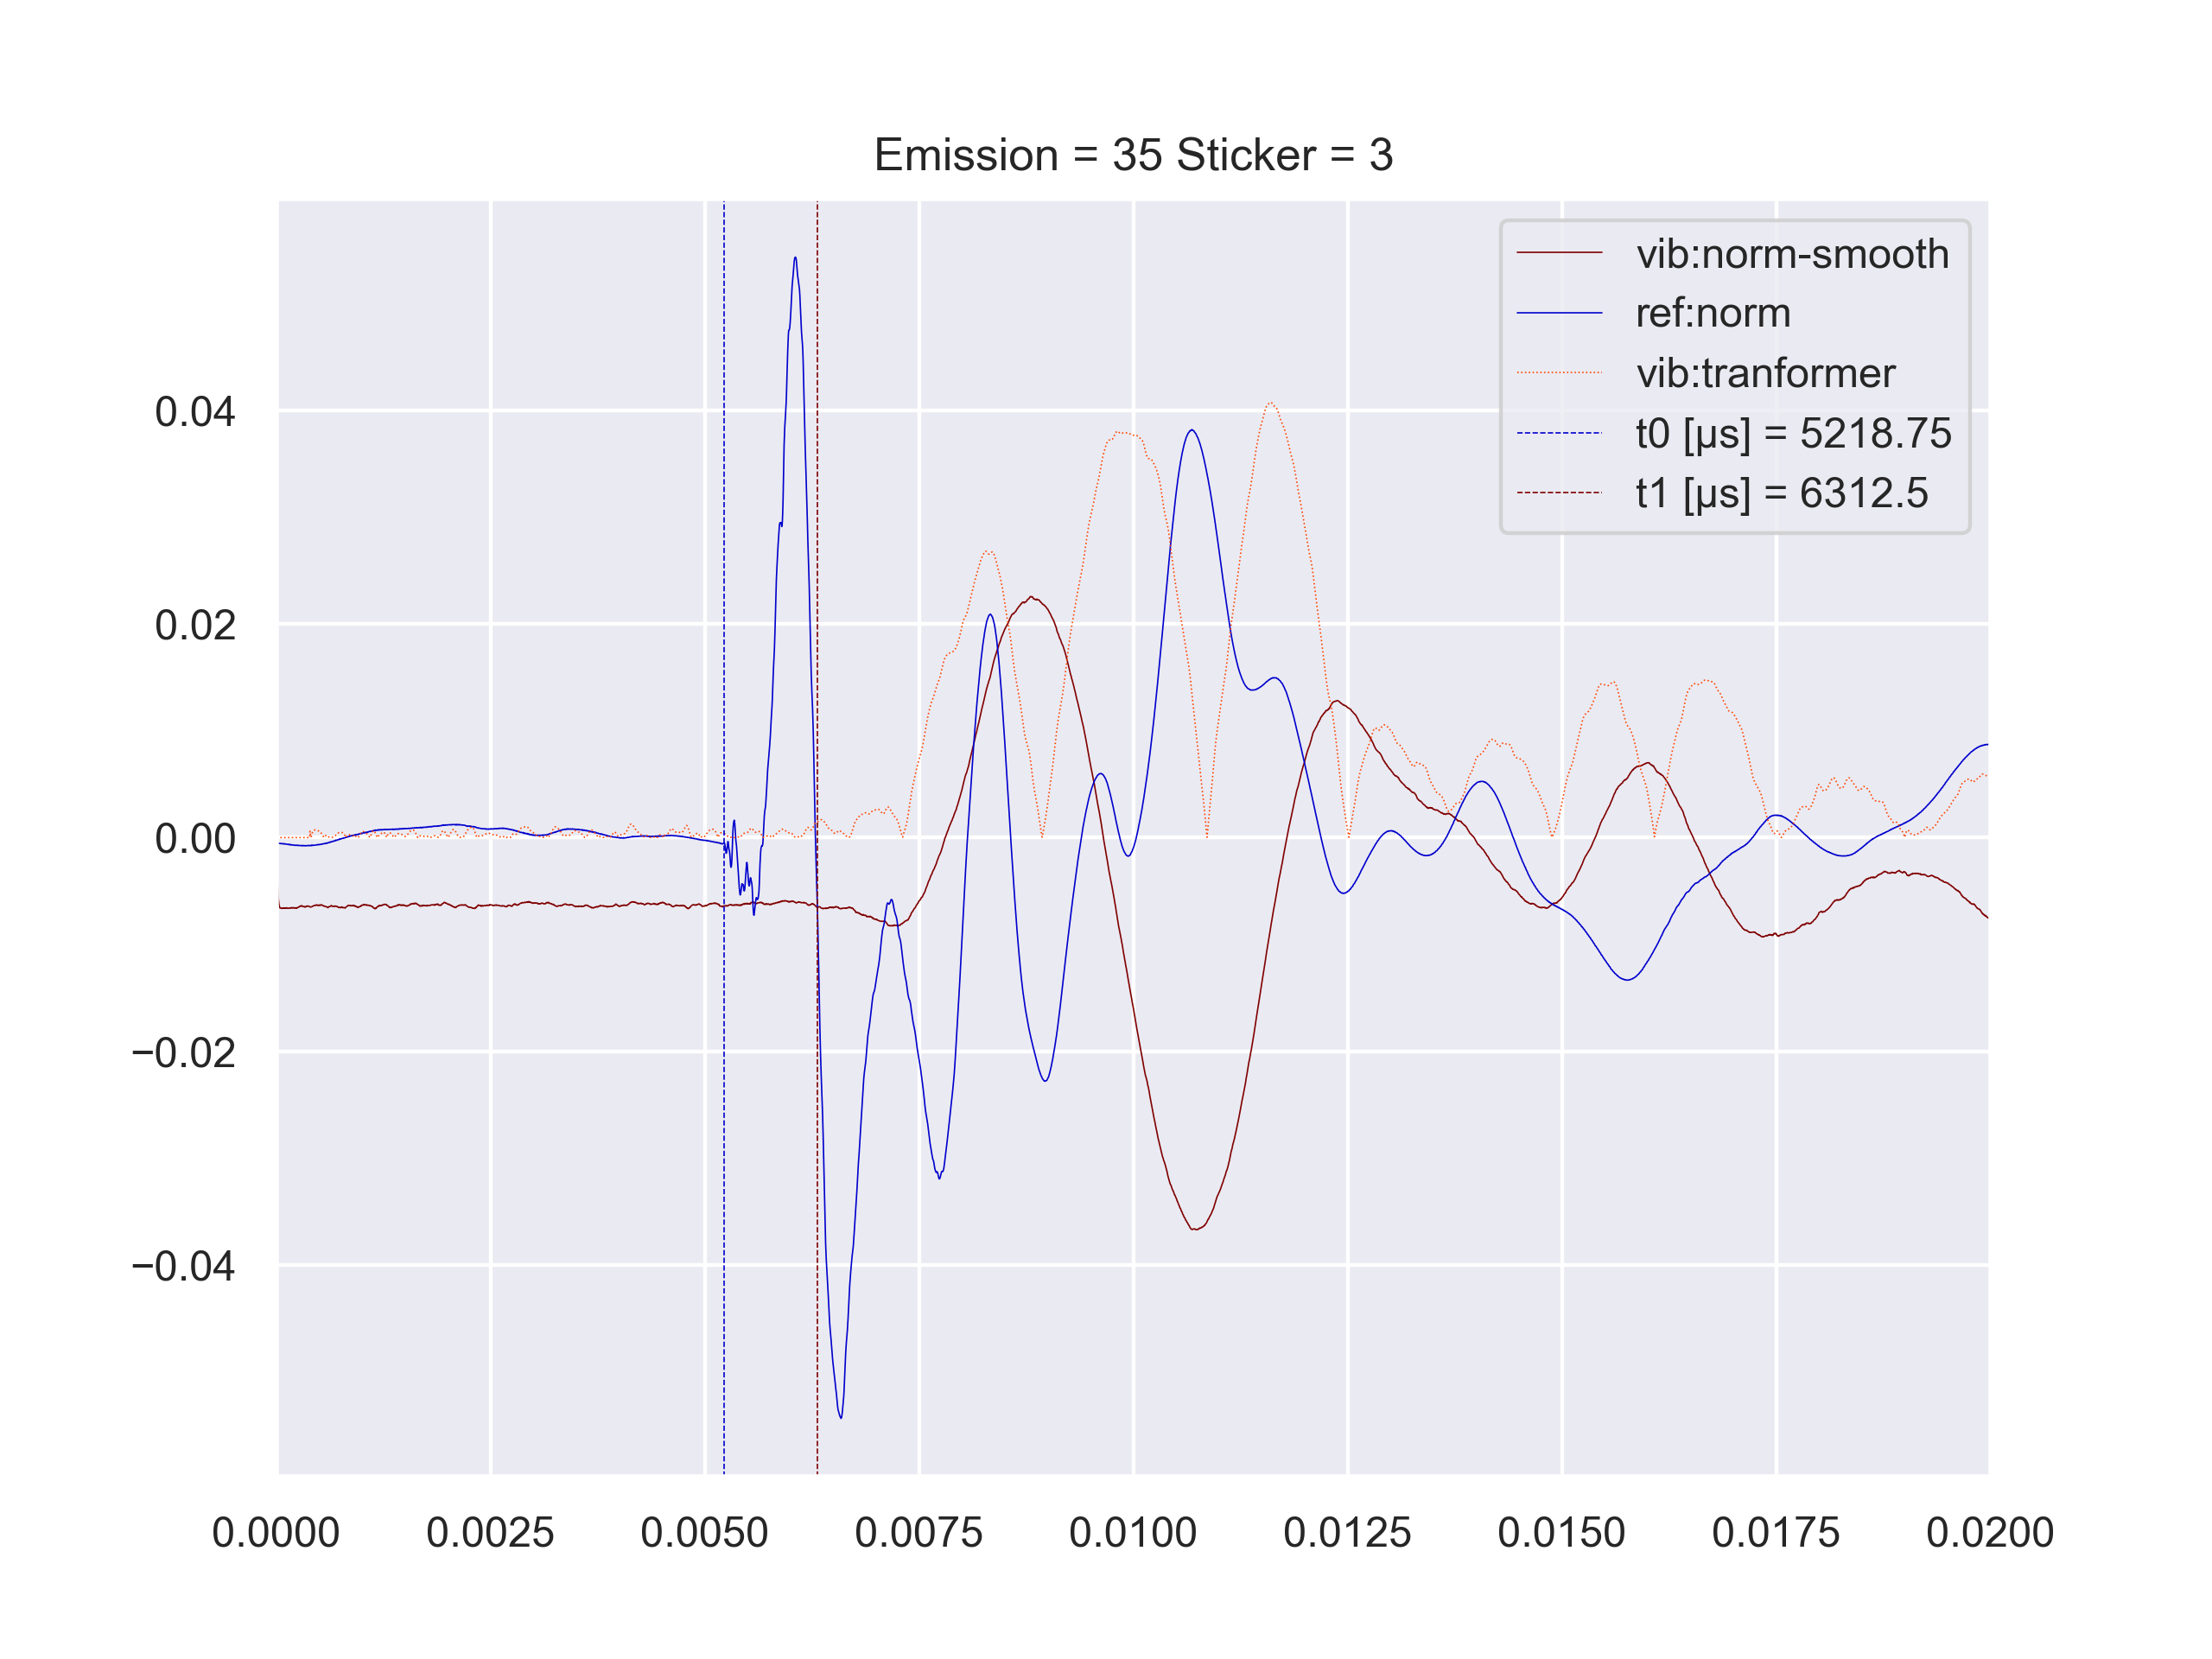 Emission = 35 Sticker = 3
vib:norm-smooth
ref:norm
vib:tranformer
t0 [µs] = 5218.75
t1 [µs] = 6312.5
0.04
0.02
0.00
−0.02
−0.04
0.0000 0.0025 0.0050 0.0075 0.0100 0.0125 0.0150 0.0175 0.0200